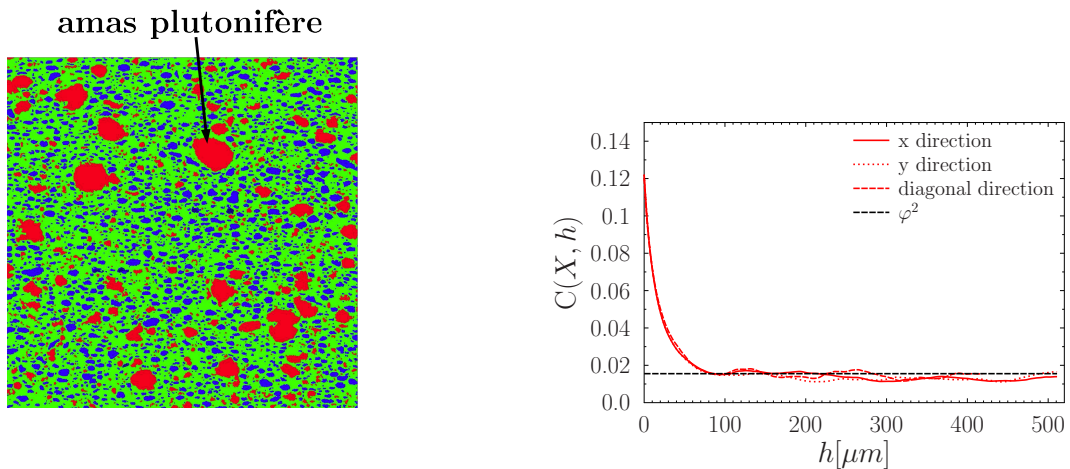 amas plutonifère
C(X, h)
0.14
0.12
0.1
0.08
0.06
0.04
0.02
0.0
x direction
y direction
diagonal direction
φ²
0
100
200
300
400
500
h[μm]